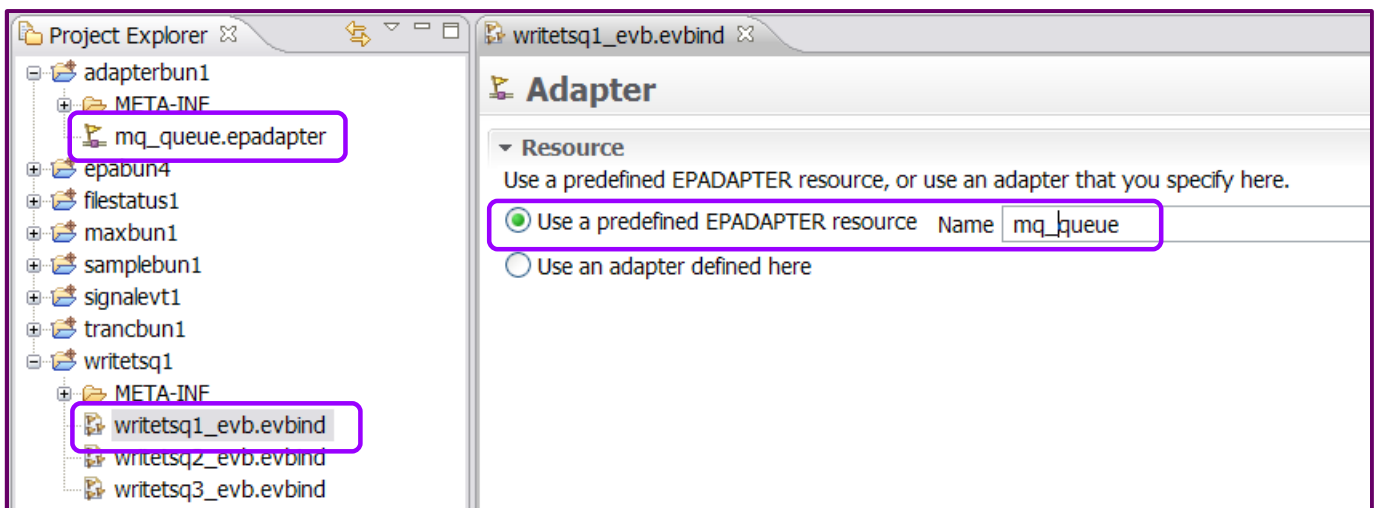 Project Explorer
adapterbun1
META-INF
mq_queue.epadapter
epabun4
filestatus1
maxbun1
samplebun1
signalevt1
trancbun1
writetsq1
META-INF
writetsq1_evb.evbind
writetsq2_evb.evbind
writetsq3_evb.evbind
writetsq1_evb.evbind
Adapter
Resource
Use a predefined EPADAPTER resource, or use an adapter that you specify here.
Use a predefined EPADAPTER resource Name mq_queue
Use an adapter defined here